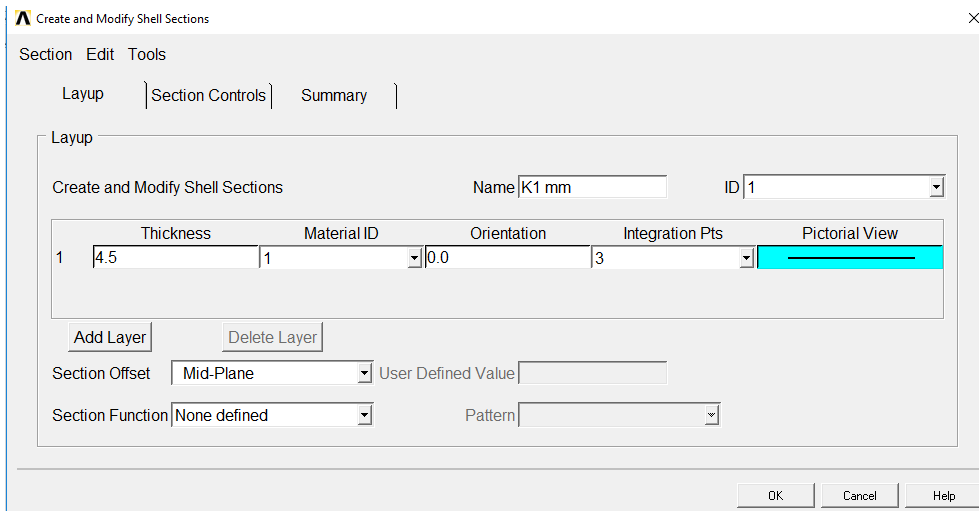 Create and Modify Shell Sections
Section Edit Tools
Layup Section Controls Summary
Layup
Create and Modify Shell Sections Name K1 mm ID 1
Thickness Material ID Orientation Integration Pts Pictorial View
1 4.5 1 0.0 3
Add Layer Delete Layer
Section Offset Mid-Plane User Defined Value
Section Function None defined Pattern
OK Cancel Help